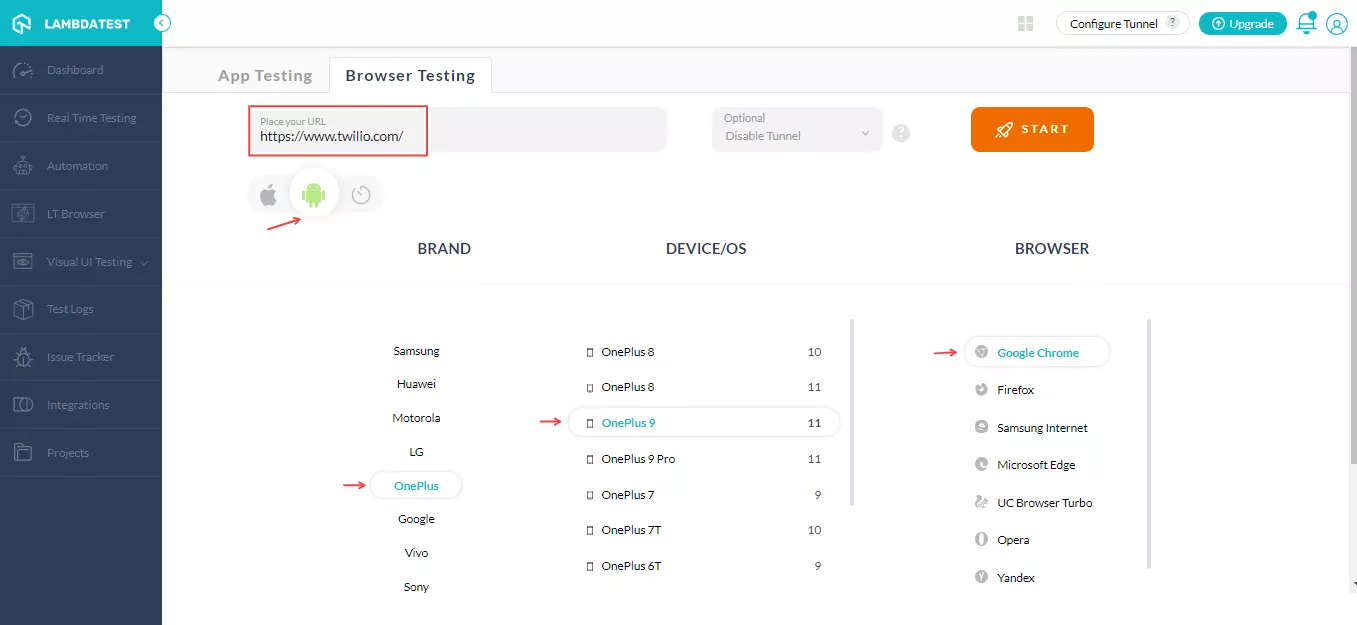 LAMBDATEST
Configure Tunnel ?
Upgrade
Dashboard
Real Time Testing
Automation
LT Browser
Visual UI Testing
Test Logs
Issue Tracker
Integrations
Projects
App Testing
Browser Testing
Place your URL
https://www.twilio.com/
Optional
Disable Tunnel
?
START
BRAND
DEVICE/OS
BROWSER
Samsung
Huawei
Motorola
LG
OnePlus
Google
Vivo
Sony
OnePlus 8 10
OnePlus 8 11
OnePlus 9 11
OnePlus 9 Pro 11
OnePlus 7 9
OnePlus 7T 10
OnePlus 6T 9
Google Chrome
Firefox
Samsung Internet
Microsoft Edge
UC Browser Turbo
Opera
Yandex